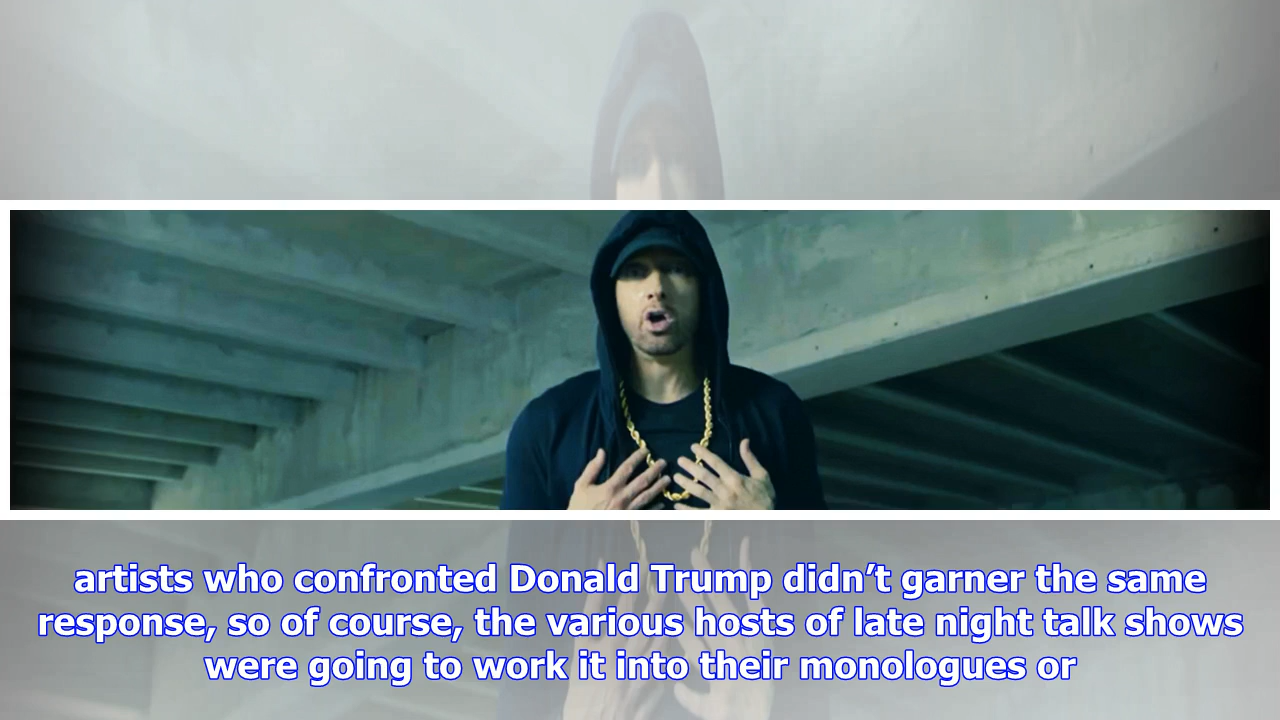 artists who confronted Donald Trump didn’t garner the same
response, so of course, the various hosts of late night talk shows
were going to work it into their monologues or